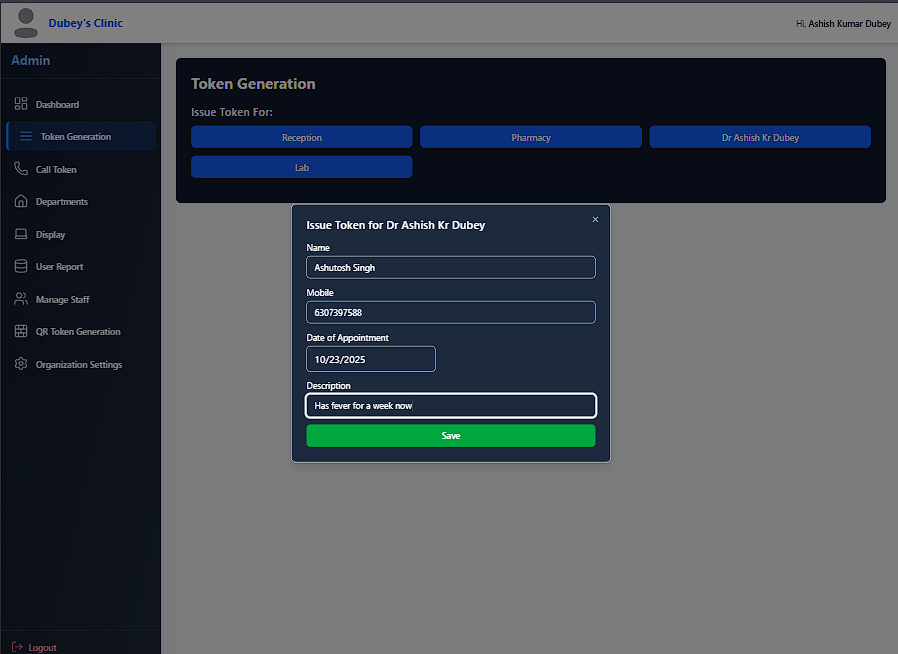 Dubey's Clinic
Hi, Ashish Kumar Dubey
Admin
Dashboard
Token Generation
Call Token
Departments
Display
User Report
Manage Staff
QR Token Generation
Organization Settings
Logout
Token Generation
Issue Token For:
Reception
Pharmacy
Dr Ashish Kr Dubey
Lab
Issue Token for Dr Ashish Kr Dubey
×
Name
Ashutosh Singh
Mobile
6307397588
Date of Appointment
10/23/2025
Description
Has fever for a week now
Save